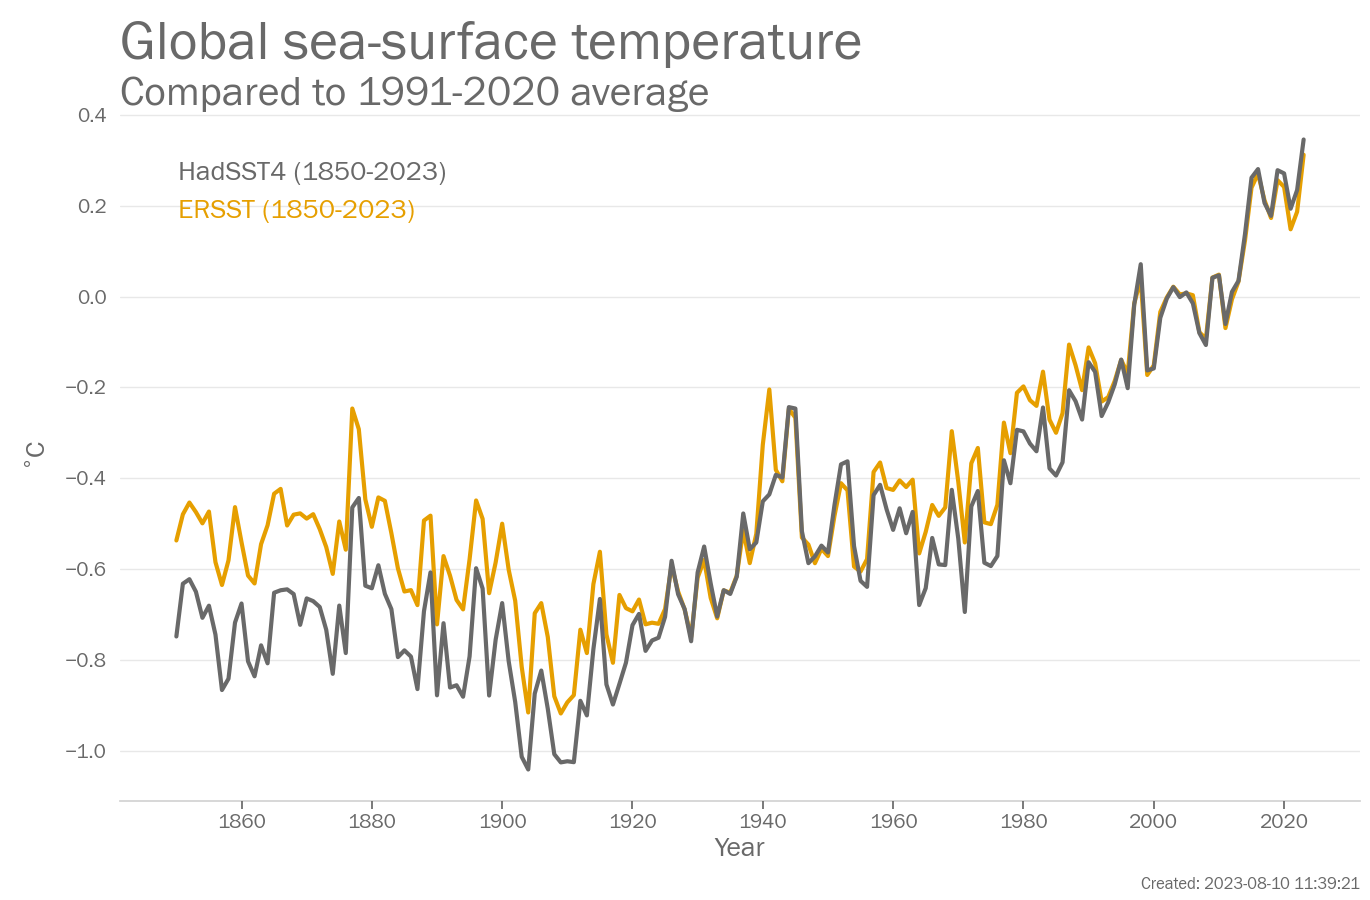 Global sea-surface temperature
Compared to 1991-2020 average
0.4
HadSST4 (1850-2023)
ERSST (1850-2023)
0.2
0.0
−0.2
−0.4
°C
−0.6
−0.8
−1.0
1860 1880 1900 1920 1940 1960 1980 2000 2020
Year
Created: 2023-08-10 11:39:21